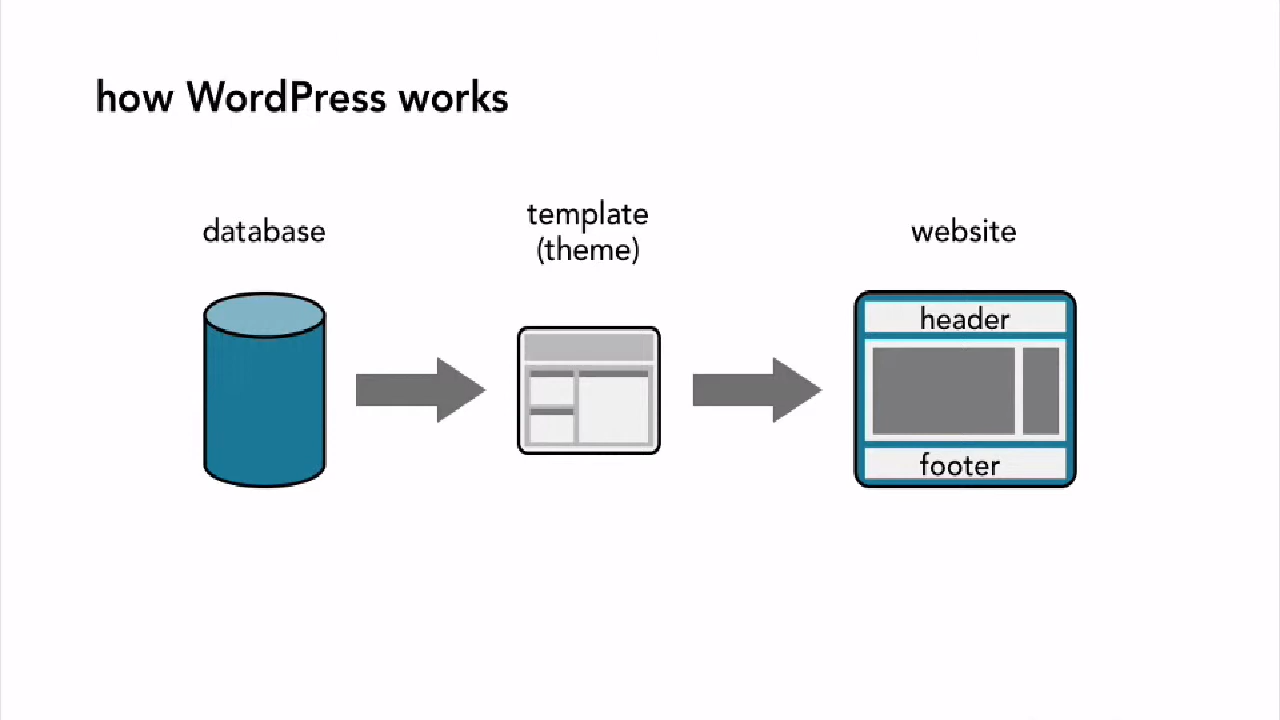 how WordPress works
database
template
(theme)
website
header
footer